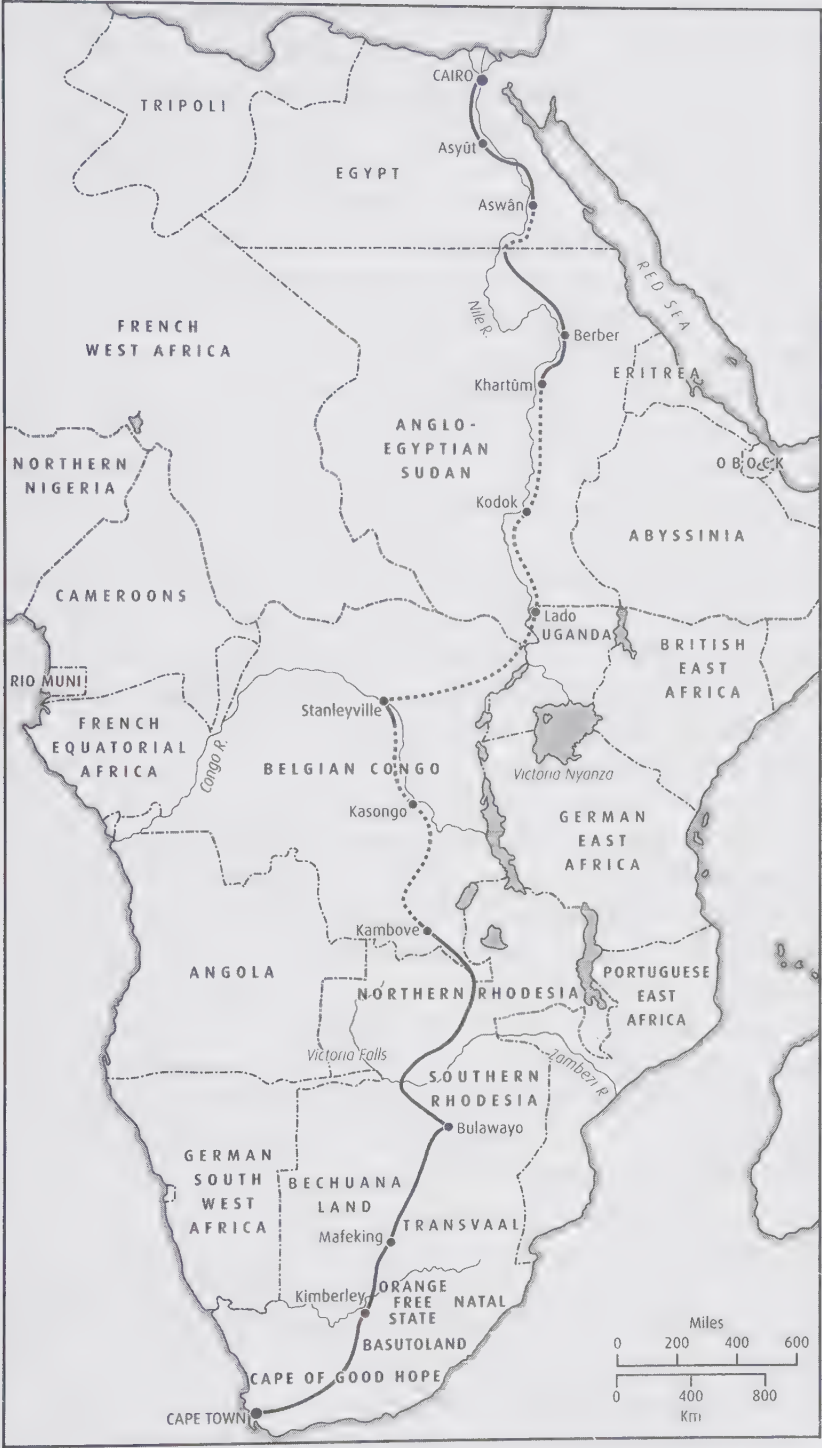 CAIRO
TRIPOLI
Asyût
EGYPT
Aswân
RED SEA
Nile R.
FRENCH
WEST AFRICA
Berber
ERITREA
Khartûm
ANGLO-
EGYPTIAN
SUDAN
OBOCK
NORTHERN
NIGERIA
Kodok
ABYSSINIA
CAMEROONS
Lado
UGANDA
BRITISH
EAST
AFRICA
RIO MUNI
Stanleyville
FRENCH
EQUATORIAL
AFRICA
Congo R.
BELGIAN CONGO
Victoria Nyanza
Kasongo
GERMAN
EAST
AFRICA
Kambove
ANGOLA
NORTHERN RHODESIA
PORTUGUESE
EAST
AFRICA
Victoria Falls
Zambezi R.
SOUTHERN
RHODESIA
Bulawayo
GERMAN
SOUTH
WEST
AFRICA
BECHUANA
LAND
TRANSVAAL
Mafeking
Kimberley
ORANGE
FREE
STATE
NATAL
BASUTOLAND
CAPE OF GOOD HOPE
CAPE TOWN
Miles
0 200 400 600
0 400 800
Km